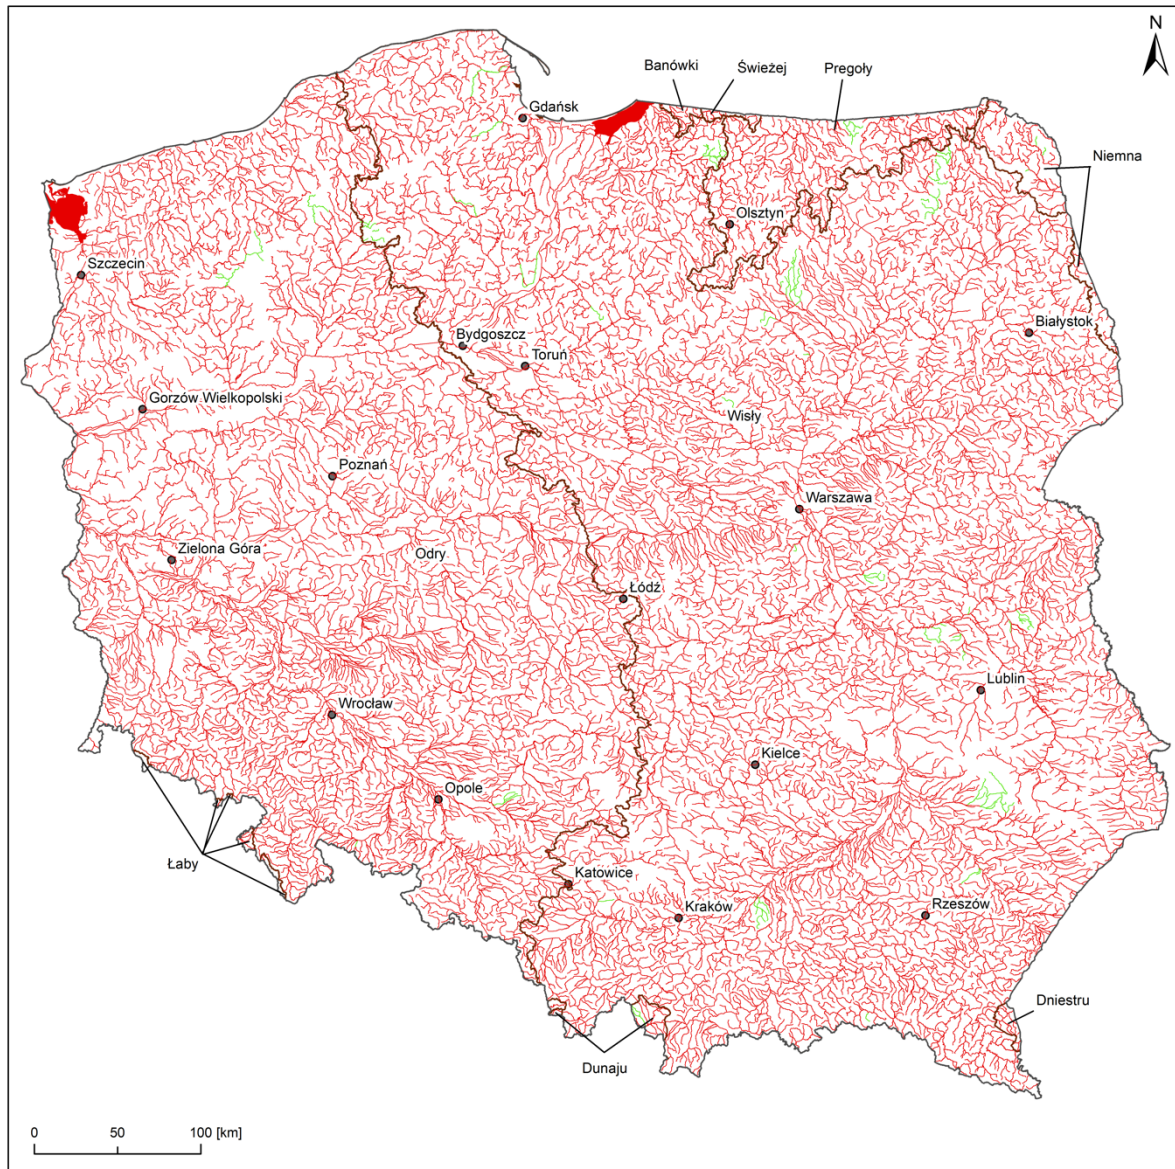 N
Banówki
Świeżej
Pregoły
Gdańsk
Niemna
Olsztyn
Szczecin
Białystok
Bydgoszcz
Toruń
Gorzów Wielkopolski
Wisły
Poznań
Warszawa
Zielona Góra
Odry
Łódź
Lublin
Wrocław
Kielce
Opole
Łaby
Katowice
Kraków
Rzeszów
Dniestru
Dunaju
0 50 100 [km]